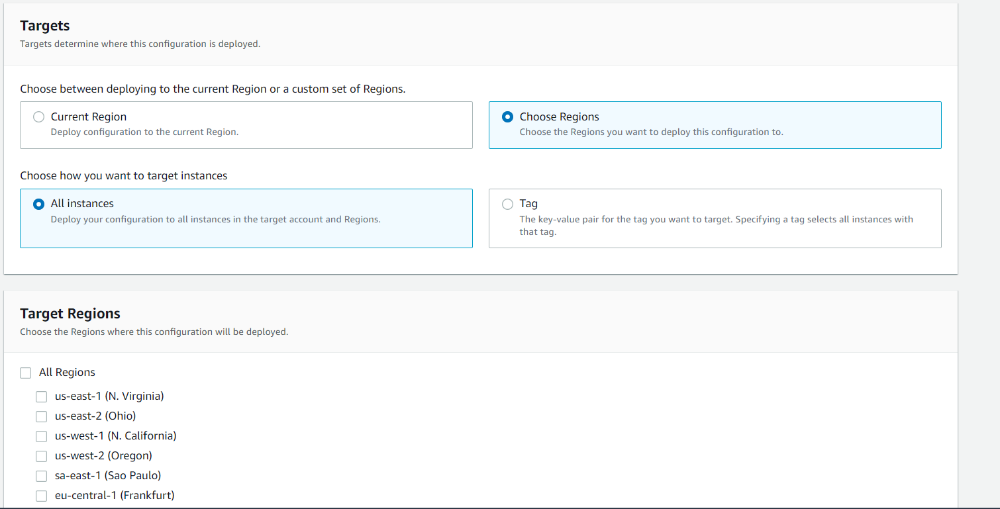 Targets
Targets determine where this configuration is deployed.
Choose between deploying to the current Region or a custom set of Regions.
Current Region
Deploy configuration to the current Region.
Choose Regions
Choose the Regions you want to deploy this configuration to.
Choose how you want to target instances
All instances
Deploy your configuration to all instances in the target account and Regions.
Tag
The key-value pair for the tag you want to target. Specifying a tag selects all instances with
that tag.
Target Regions
Choose the Regions where this configuration will be deployed.
All Regions
us-east-1 (N. Virginia)
us-east-2 (Ohio)
us-west-1 (N. California)
us-west-2 (Oregon)
sa-east-1 (Sao Paulo)
eu-central-1 (Frankfurt)